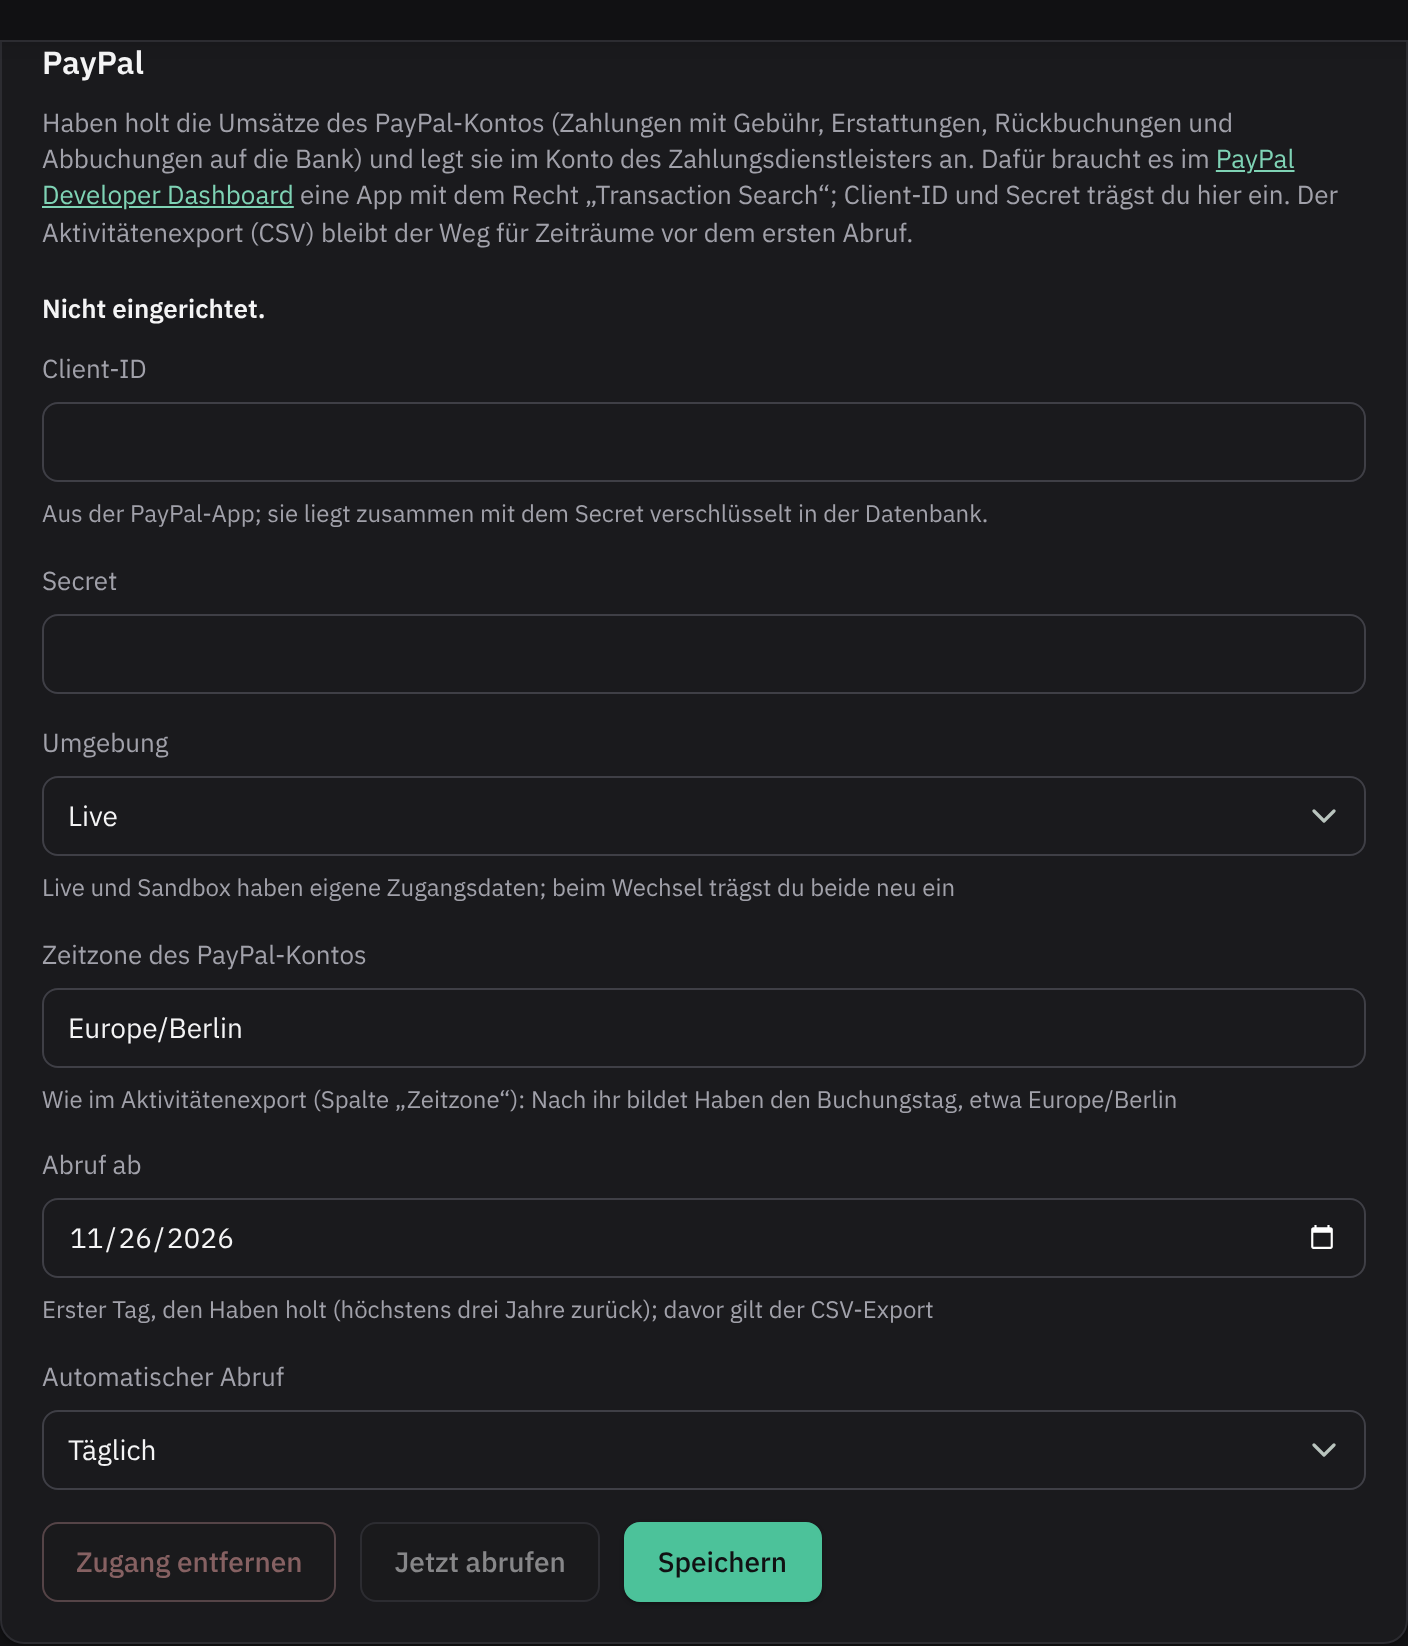 PayPal
Haben holt die Umsätze des PayPal-Kontos (Zahlungen mit Gebühr, Erstattungen, Rückbuchungen und
Abbuchungen auf die Bank) und legt sie im Konto des Zahlungsdienstleisters an. Dafür braucht es im PayPal
Developer Dashboard eine App mit dem Recht „Transaction Search“; Client-ID und Secret trägst du hier ein. Der
Aktivitätenexport (CSV) bleibt der Weg für Zeiträume vor dem ersten Abruf.
Nicht eingerichtet.
Client-ID
Aus der PayPal-App; sie liegt zusammen mit dem Secret verschlüsselt in der Datenbank.
Secret
Umgebung
Live
Live und Sandbox haben eigene Zugangsdaten; beim Wechsel trägst du beide neu ein
Zeitzone des PayPal-Kontos
Europe/Berlin
Wie im Aktivitätenexport (Spalte „Zeitzone“): Nach ihr bildet Haben den Buchungstag, etwa Europe/Berlin
Abruf ab
11/26/2026
Erster Tag, den Haben holt (höchstens drei Jahre zurück); davor gilt der CSV-Export
Automatischer Abruf
Täglich
Zugang entfernen
Jetzt abrufen
Speichern